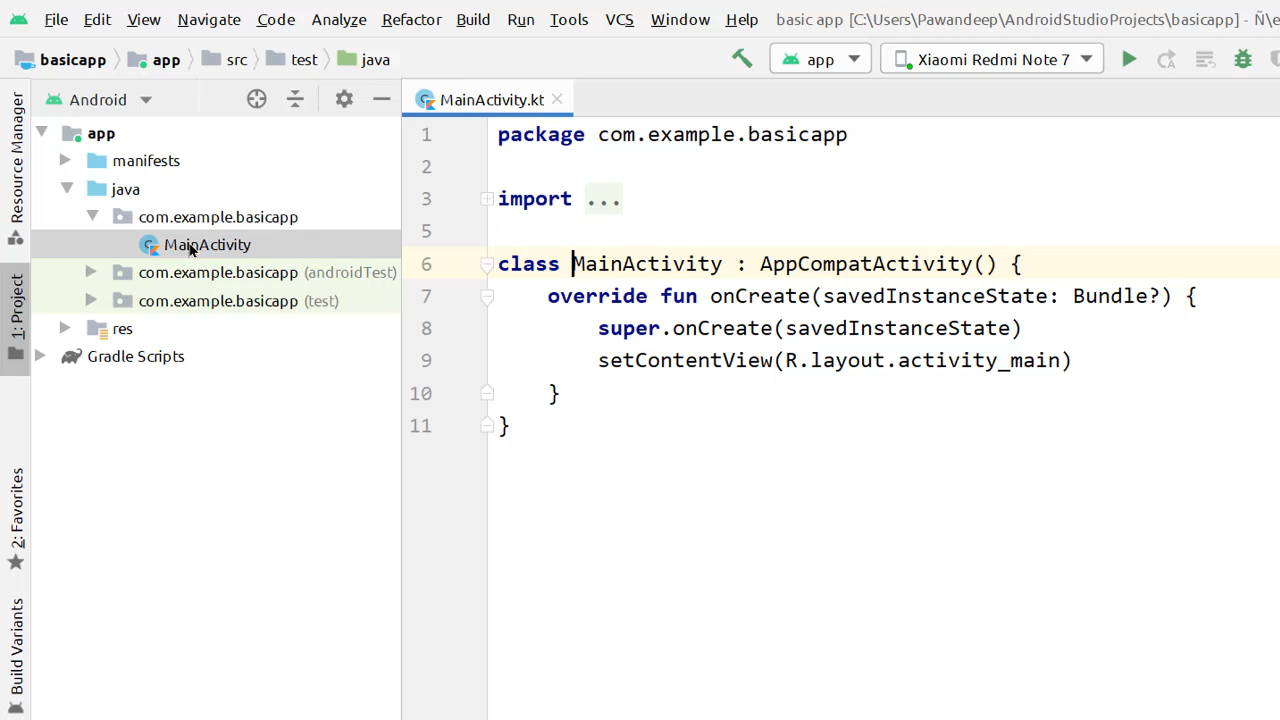 File Edit View Navigate Code Analyze Refactor Build Run Tools VCS Window Help basic app [C:\Users\Pawandeep\AndroidStudioProjects\basicapp] -
basicapp app src test java app Xiaomi Redmi Note 7
Resource Manager
1: Project
2: Favorites
Build Variants
Android
app
manifests
java
com.example.basicapp
MainActivity
com.example.basicapp (androidTest)
com.example.basicapp (test)
res
Gradle Scripts
MainActivity.kt
1 package com.example.basicapp
2
3 import ...
5
6 class MainActivity : AppCompatActivity() {
7 override fun onCreate(savedInstanceState: Bundle?) {
8 super.onCreate(savedInstanceState)
9 setContentView(R.layout.activity_main)
10 }
11 }